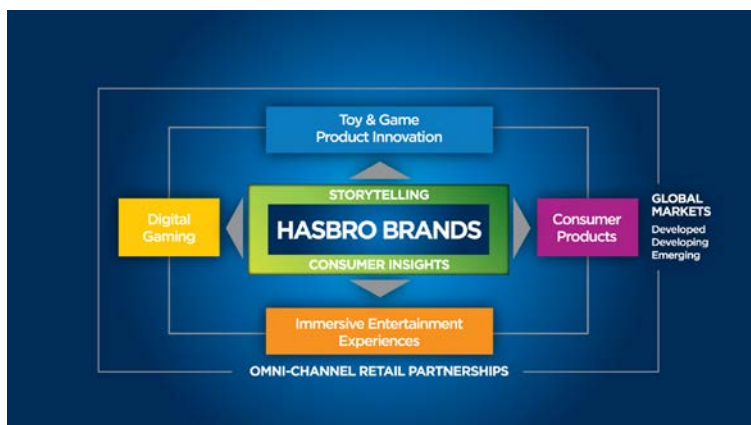 Toy & Game
Product Innovation
STORYTELLING
HASBRO BRANDS
CONSUMER INSIGHTS
Digital
Gaming
Consumer
Products
GLOBAL
MARKETS
Developed
Developing
Emerging
Immersive Entertainment
Experiences
OMNI-CHANNEL RETAIL PARTNERSHIPS